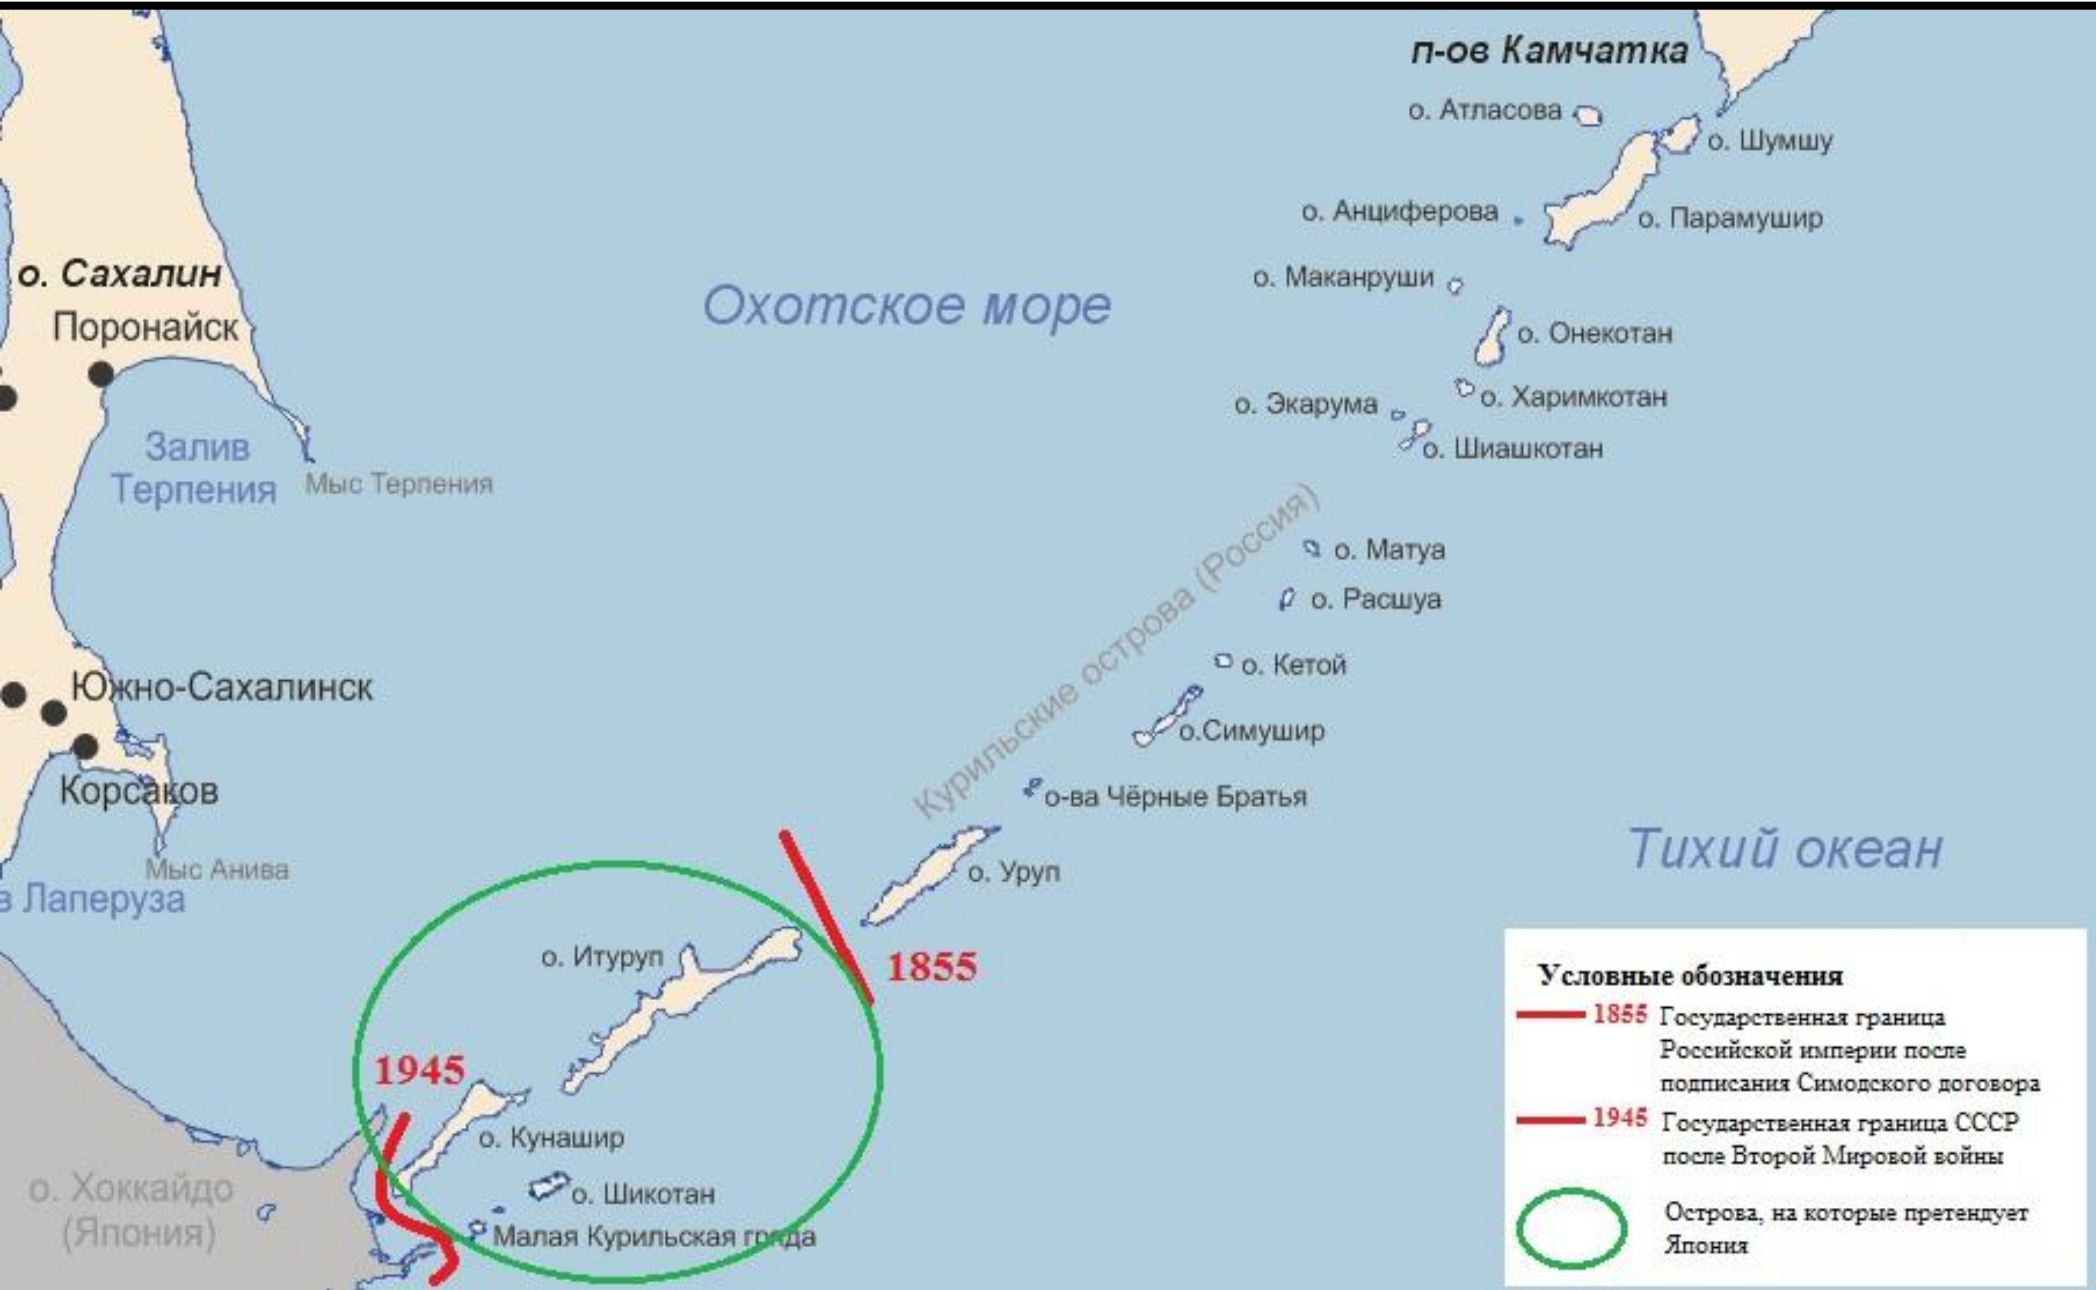 п-ов Камчатка
о. Атласова
о. Шумшу
о. Анциферова
о. Парамушир
о. Сахалин
о. Маканруши
Поронайск
Охотское море
о. Онекотан
о. Экарума
о. Харимкотан
Залив
Терпения
о. Шиашкотан
Мыс Терпения
Курильские острова (Россия)
о. Матуа
о. Расшуа
о. Кетой
Южно-Сахалинск
о.Симушир
Корсаков
о-ва Чёрные Братья
Тихий океан
Мыс Анива
о. Уруп
в Лаперуза
о. Итуруп
1855
1945
о. Кунашир
о. Хоккайдо
(Япония)
о. Шикотан
Малая Курильская гряда
Условные обозначения
1855 Государственная граница
Российской империи после
подписания Симодского договора
1945 Государственная граница СССР
после Второй Мировой войны
Острова, на которые претендует
Япония